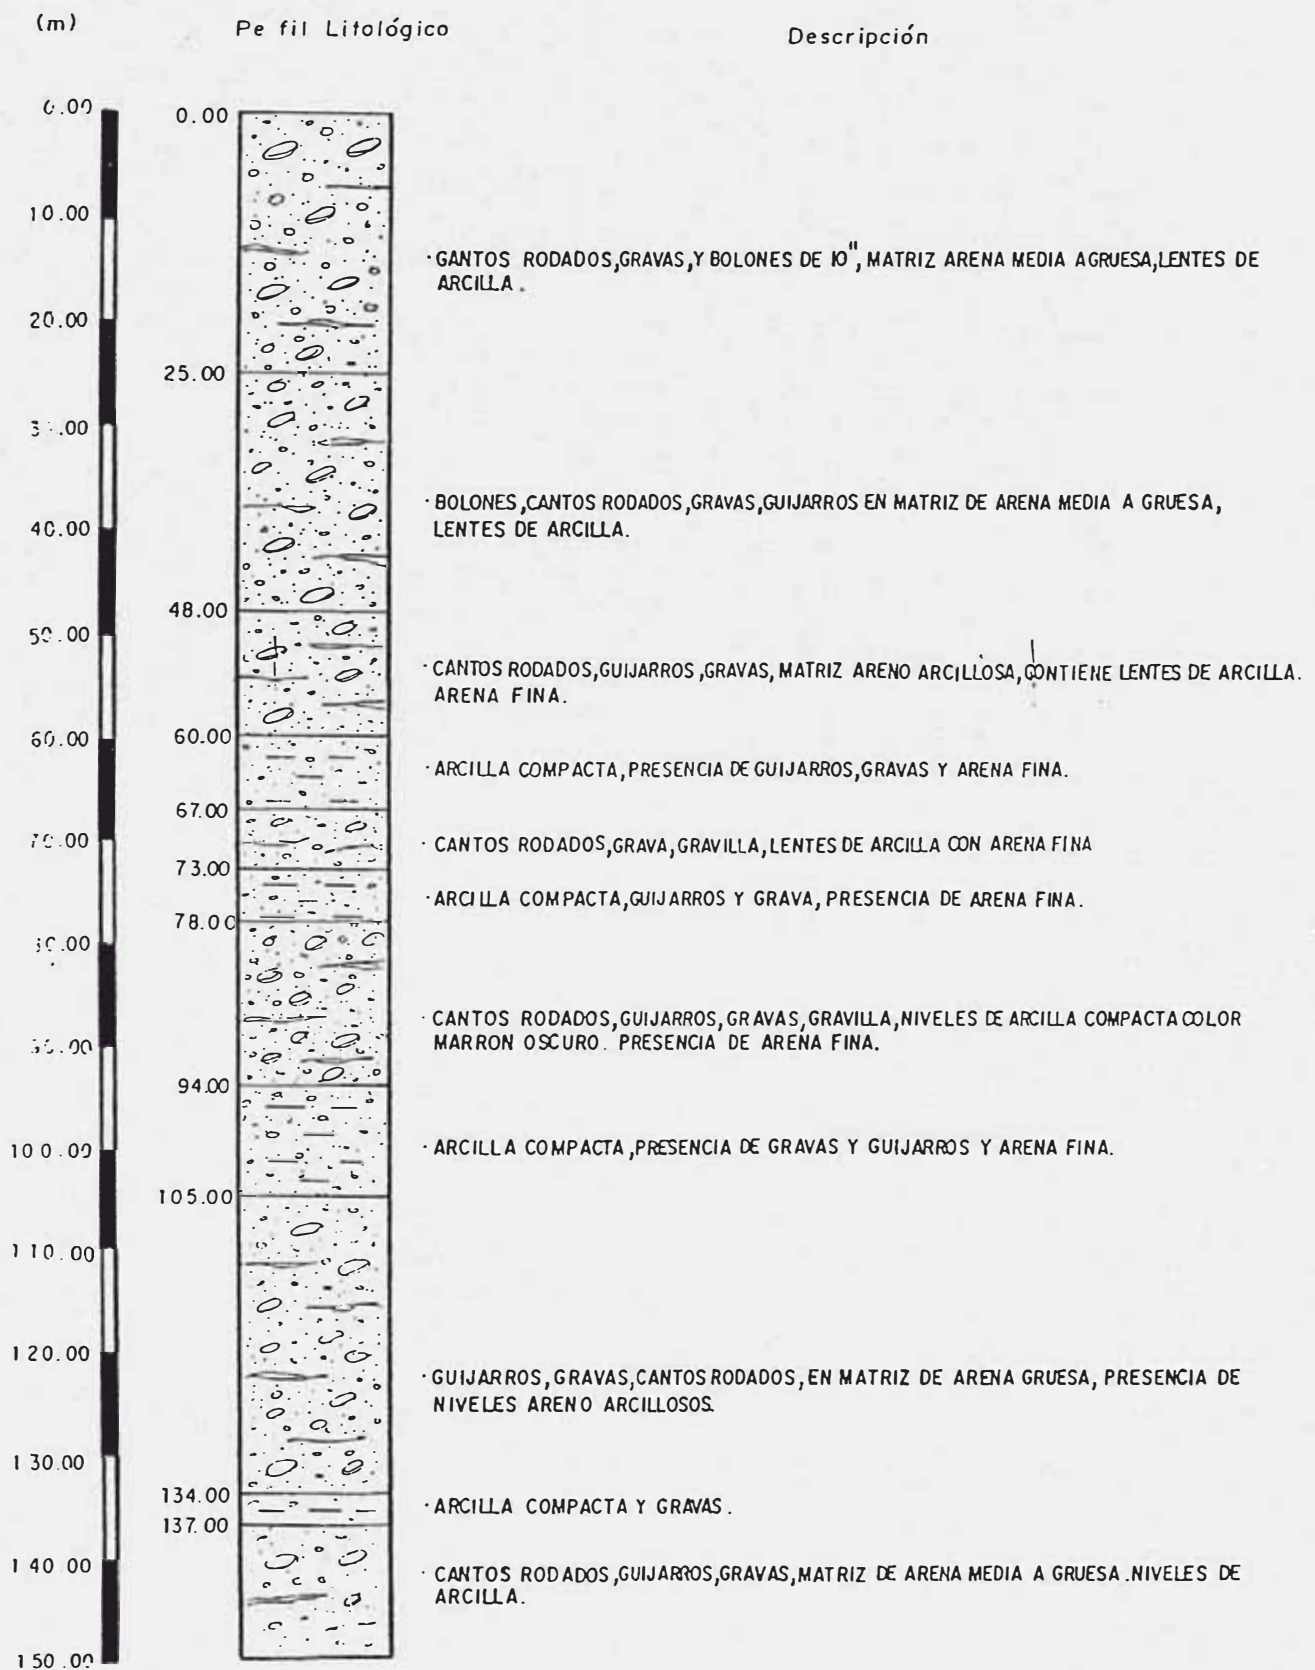 (m)
Pe fil Litológico
Descripción
0.00
0.00
10.00
· GANTOS RODADOS,GRAVAS,Y BOLONES DE 10", MATRIZ ARENA MEDIA AGRUESA,LENTES DE
ARCILLA .
20.00
25.00
3 .00
· BOLONES,CANTOS RODADOS,GRAVAS,GUIJARROS EN MATRIZ DE ARENA MEDIA A GRUESA,
LENTES DE ARCILLA.
40.00
48.00
50.00
· CANTOS RODADOS,GUIJARROS,GRAVAS,MATRIZ ARENO ARCILLOSA,CONTIENE LENTES DE ARCILLA.
ARENA FINA.
60.00
60.00
· ARCILLA COMPACTA,PRESENCIA DE GUIJARROS,GRAVAS Y ARENA FINA.
67.00
70.00
· CANTOS RODADOS,GRAVA,GRAVILLA,LENTES DE ARCILLA CON ARENA FINA
73.00
· ARCILLA COMPACTA,GUIJARROS Y GRAVA, PRESENCIA DE ARENA FINA.
78.00
.00
· CANTOS RODADOS,GUIJARROS,GRAVAS,GRAVILLA,NIVELES DE ARCILLA COMPACTA COLOR
MARRON OSCURO. PRESENCIA DE ARENA FINA.
.00
94.00
100.00
· ARCILLA COMPACTA ,PRESENCIA DE GRAVAS Y GUIJARROS Y ARENA FINA.
105.00
110.00
120.00
· GUIJARROS, GRAVAS,CANTOS RODADOS, EN MATRIZ DE ARENA GRUESA, PRESENCIA DE
NIVELES ARENO ARCILLOSOS.
130.00
134.00
· ARCILLA COMPACTA Y GRAVAS .
137.00
140.00
· CANTOS RODADOS,GUIJARROS,GRAVAS,MATRIZ DE ARENA MEDIA A GRUESA.NIVELES DE
ARCILLA.
150.00